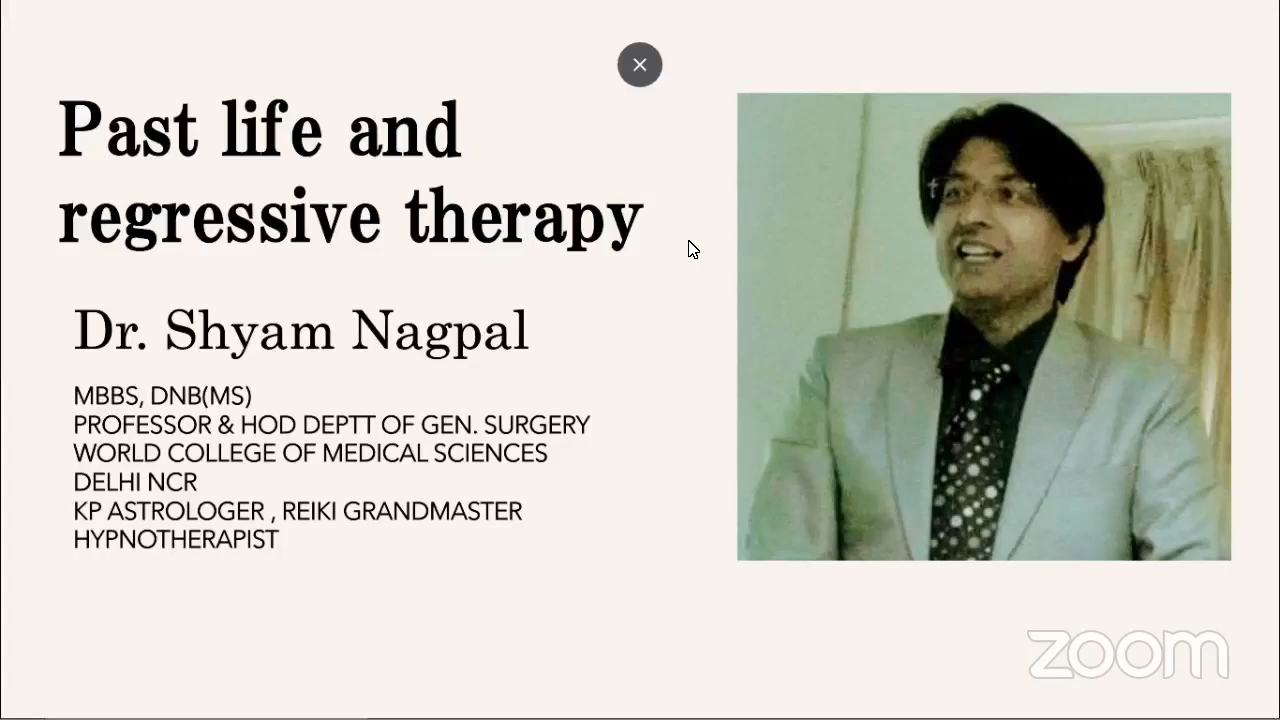 Past life and
regressive therapy
Dr. Shyam Nagpal
MBBS, DNB(MS)
PROFESSOR & HOD DEPTT OF GEN. SURGERY
WORLD COLLEGE OF MEDICAL SCIENCES
DELHI NCR
KP ASTROLOGER , REIKI GRANDMASTER
HYPNOTHERAPIST
zoom